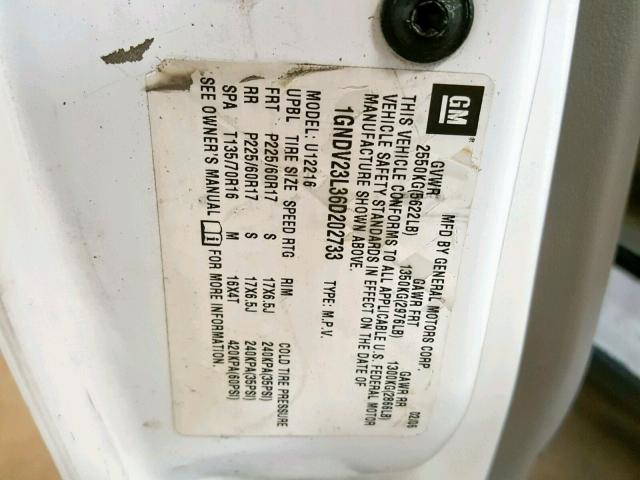 GM
MFD BY GENERAL MOTORS CORP. 02/06
GVWR GAWR FRT GAWR RR
2550KG(5622LB) 1350KG(2976LB) 1300KG(2866LB)
THIS VEHICLE CONFORMS TO ALL APPLICABLE U.S. FEDERAL MOTOR
VEHICLE SAFETY STANDARDS IN EFFECT ON THE DATE OF
MANUFACTURE SHOWN ABOVE.
1GNDV23L36D202733 TYPE: M.P.V.
MODEL: U12216
UPBL TIRE SIZE SPEED RTG RIM COLD TIRE PRESSURE
FRT P225/60R17 S 17X6.5J 240KPA(35PSI)
RR P225/60R17 S 17X6.5J 240KPA(35PSI)
SPA T135/70R16 M 16X4T 420KPA(60PSI)
SEE OWNER'S MANUAL FOR MORE INFORMATION.